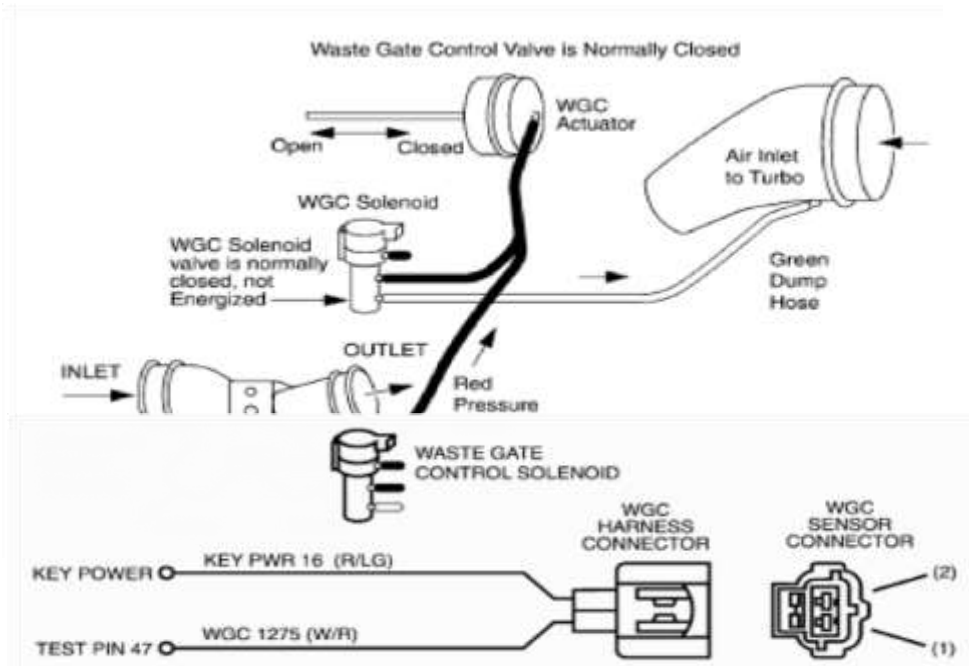 Waste Gate Control Valve is Normally Closed
WGC
Actuator
Open
Closed
Air Inlet
to Turbo
WGC Solenoid
WGC Solenoid
valve is normally
closed, not
Energized
Green
Dump
Hose
INLET
OUTLET
Red
Pressure
WASTE GATE
CONTROL SOLENOID
WGC
HARNESS
CONNECTOR
WGC
SENSOR
CONNECTOR
KEY POWER
KEY PWR 16 (R/LG)
(2)
TEST PIN 47
WGC 1275 (W/R)
(1)